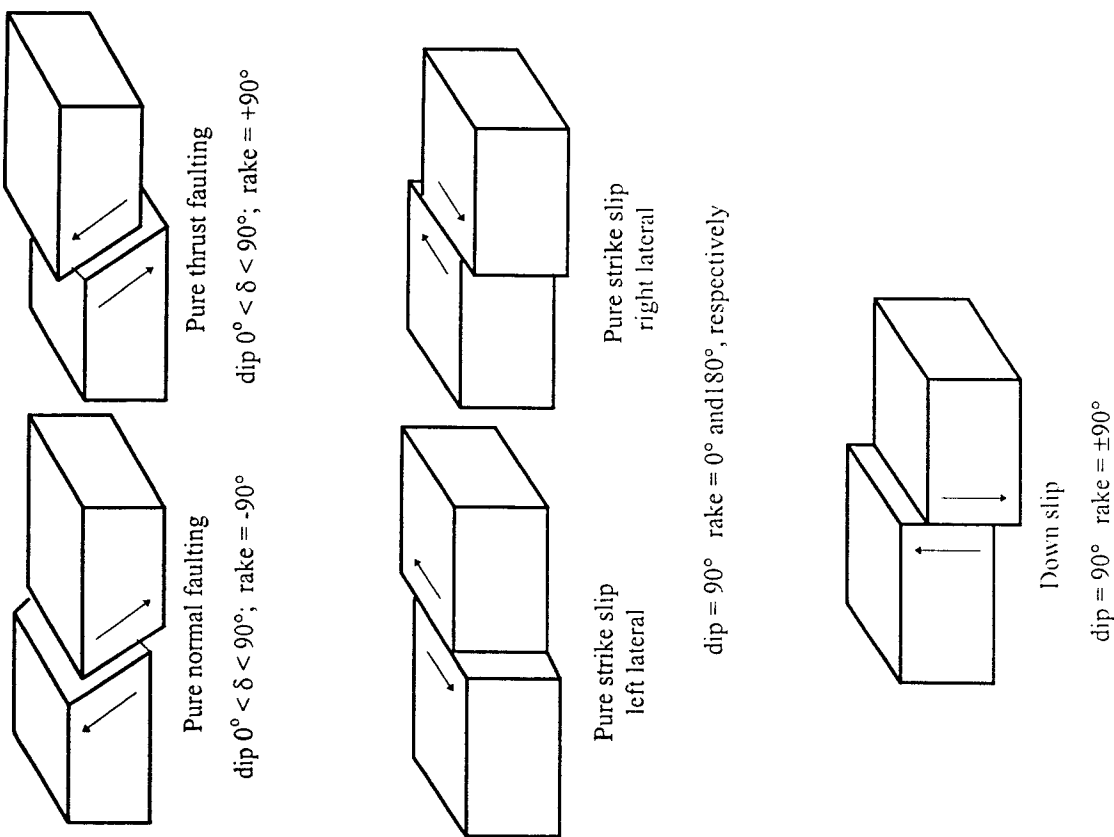 Pure normal faulting
dip 0° < δ < 90°; rake = -90°
Pure thrust faulting
dip 0° < δ < 90°; rake = +90°
Pure strike slip
left lateral
Pure strike slip
right lateral
dip = 90° rake = 0° and180°, respectively
Down slip
dip = 90° rake = ±90°